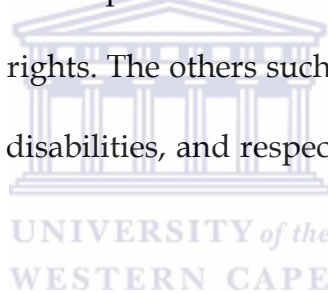 rights. The others such
disabilities, and respec
UNIVERSITY of the
WESTERN CAPE